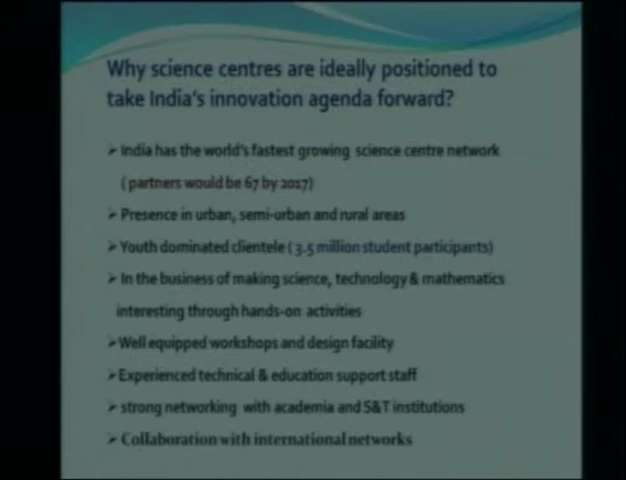 Why science centres are ideally positioned to
take India's innovation agenda forward?
➢ India has the world's fastest growing science centre network
( partners would be 67 by 2017)
➢ Presence in urban, semi-urban and rural areas
➢ Youth dominated clientele ( 3.5 million student participants)
➢ In the business of making science, technology & mathematics
interesting through hands-on activities
➢Well equipped workshops and design facility
➢Experienced technical & education support staff
➢ strong networking with academia and S&T institutions
➢ Collaboration with international networks